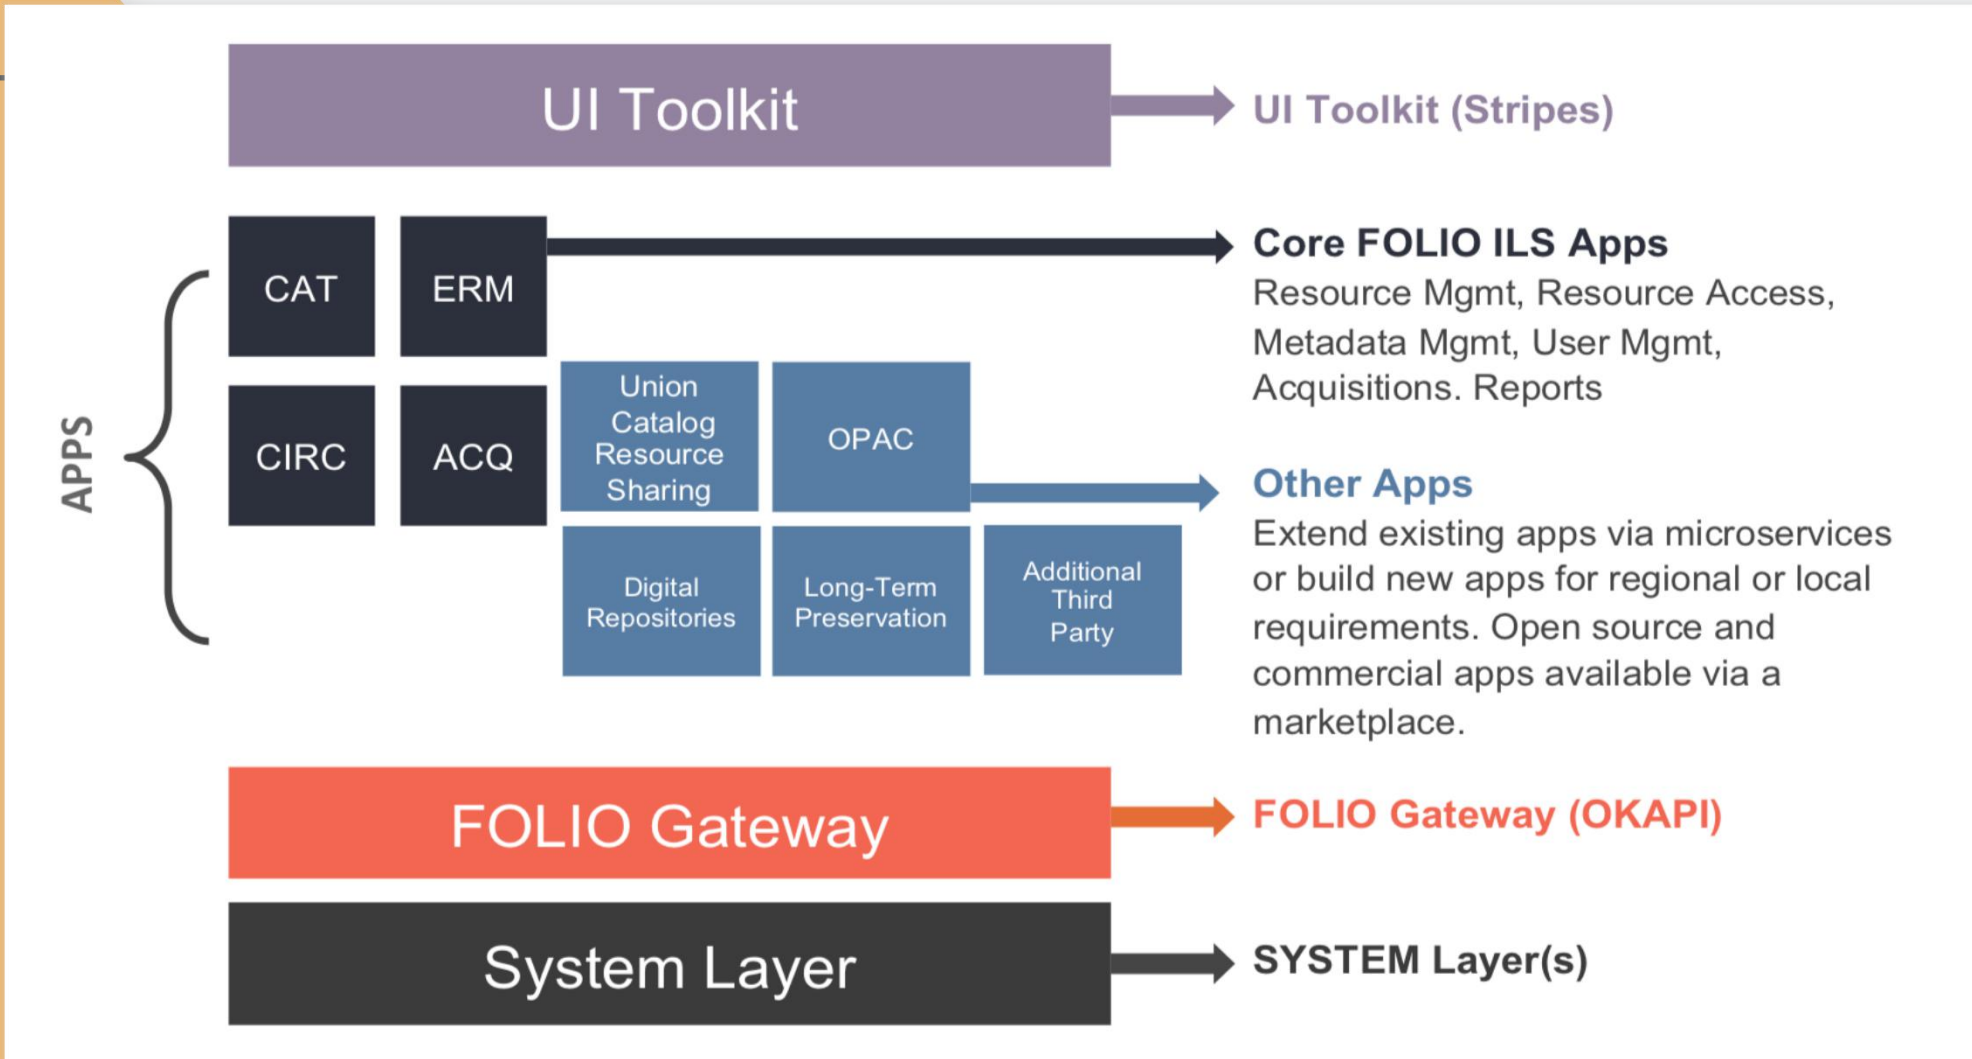 UI Toolkit
UI Toolkit (Stripes)
APPS
CAT
ERM
CIRC
ACQ
Core FOLIO ILS Apps
Resource Mgmt, Resource Access,
Metadata Mgmt, User Mgmt,
Acquisitions. Reports
Union
Catalog
Resource
Sharing
OPAC
Digital
Repositories
Long-Term
Preservation
Additional
Third
Party
Other Apps
Extend existing apps via microservices
or build new apps for regional or local
requirements. Open source and
commercial apps available via a
marketplace.
FOLIO Gateway
FOLIO Gateway (OKAPI)
System Layer
SYSTEM Layer(s)